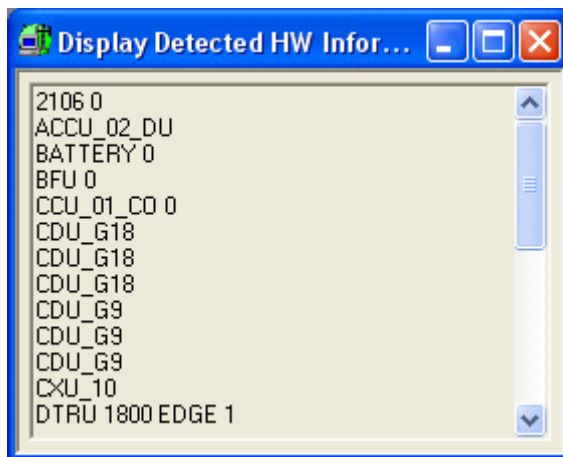 Display Detected HW Infor...
2106 0
ACCU_02_DU
BATTERY 0
BFU 0
CCU_01_CO 0
CDU_G18
CDU_G18
CDU_G18
CDU_G9
CDU_G9
CDU_G9
CXU_10
DTRU 1800 EDGE 1